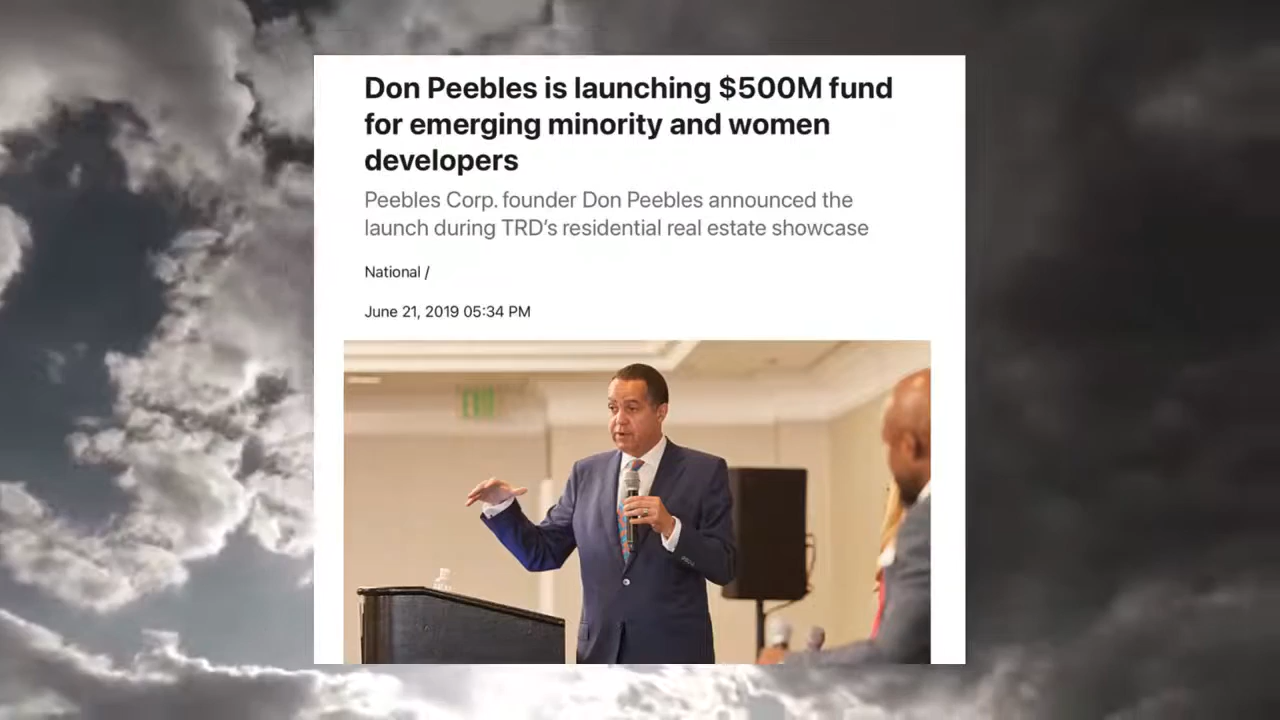 Don Peebles is launching $500M fund
for emerging minority and women
developers
Peebles Corp. founder Don Peebles announced the
launch during TRD’s residential real estate showcase
National /
June 21, 2019 05:34 PM
EXIT